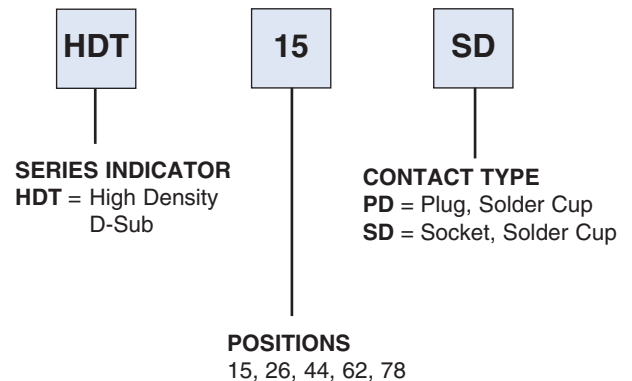 HDT 15 SD
SERIES INDICATOR
HDT = High Density
D-Sub
CONTACT TYPE
PD = Plug, Solder Cup
SD = Socket, Solder Cup
POSITIONS
15, 26, 44, 62, 78